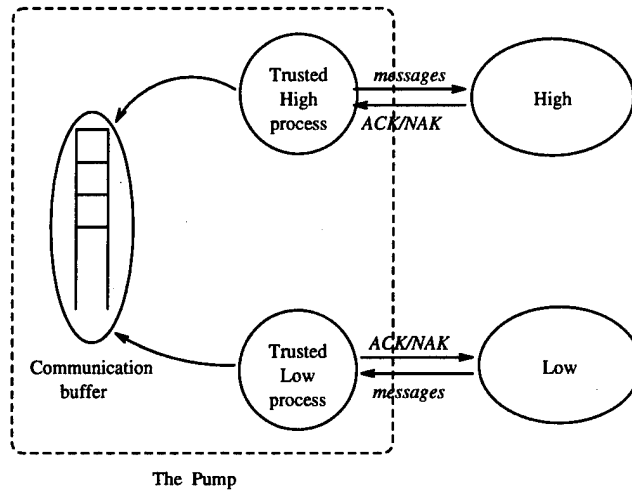 Trusted
High
process
messages
ACK/NAK
High
Communication
buffer
Trusted
Low
process
ACK/NAK
messages
Low
The Pump